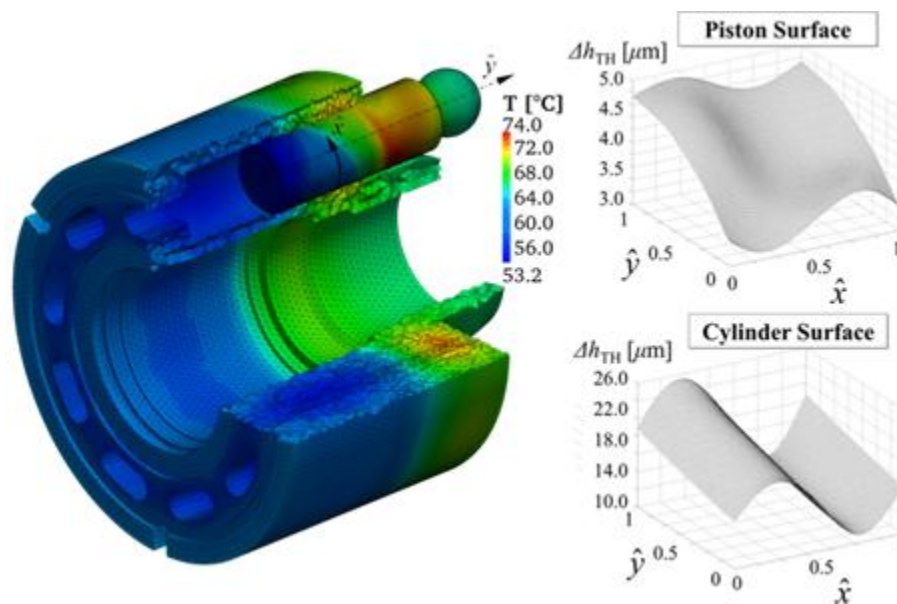 ŷ
T [°C]
74.0
72.0
68.0
64.0
60.0
56.0
53.2
Piston Surface
Δh_TH [μm]
5.0
4.5
4.0
3.5
3.0
1
ŷ 0.5
0 0
0.5
x̂
1
Cylinder Surface
Δh_TH [μm]
26.0
22.0
18.0
14.0
10.0
1
ŷ 0.5
0 0
0.5
x̂